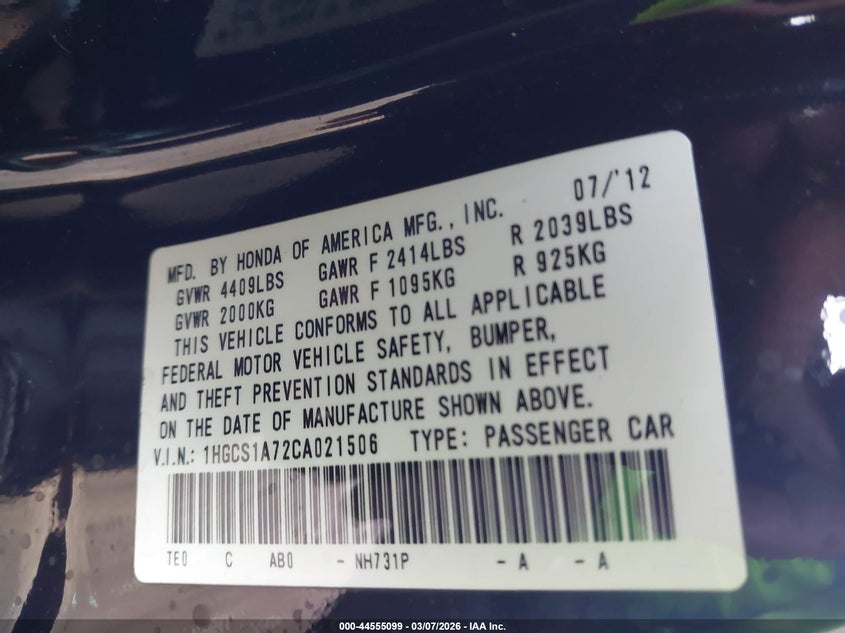 MFD. BY HONDA OF AMERICA MFG., INC. 07/'12
GVWR 4409LBS GAWR F 2414LBS R 2039LBS
GVWR 2000KG GAWR F 1095KG R 925KG
THIS VEHICLE CONFORMS TO ALL APPLICABLE
FEDERAL MOTOR VEHICLE SAFETY, BUMPER,
AND THEFT PREVENTION STANDARDS IN EFFECT
ON THE DATE OF MANUFACTURE SHOWN ABOVE.
V.I.N.: 1HGCS1A72CA021506 TYPE: PASSENGER CAR
TE0 C AB0 - NH731P - A - A
000-44555099 - 03/07/2026 - IAA Inc.